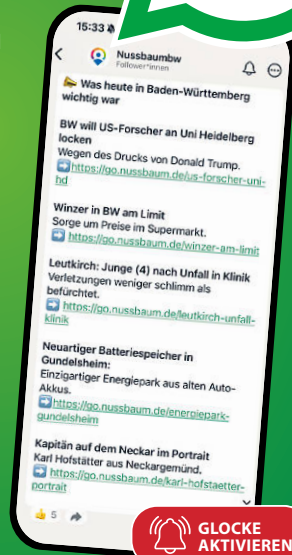 15:33
Nussbaumbw
Follower*innen
Was heute in Baden-Württemberg
wichtig war
BW will US-Forscher an Uni Heidelberg
locken
Wegen des Drucks von Donald Trump.
https://go.nussbaum.de/us-forscher-uni-
hd
Winzer in BW am Limit
Sorge um Preise im Supermarkt.
https://go.nussbaum.de/winzer-am-limit
Leutkirch: Junge (4) nach Unfall in Klinik
Verletzungen weniger schlimm als
befürchtet.
https://go.nussbaum.de/leutkirch-unfall-
klinik
Neuartiger Batteriespeicher in
Gundelsheim:
Einzigartiger Energiepark aus alten Auto-
Akkus.
https://go.nussbaum.de/energiepark-
gundelsheim
Kapitän auf dem Neckar im Portrait
Karl Hofstätter aus Neckargemünd.
https://go.nussbaum.de/karl-hofstaetter-
portrait
5
GLOCKE
AKTIVIEREN